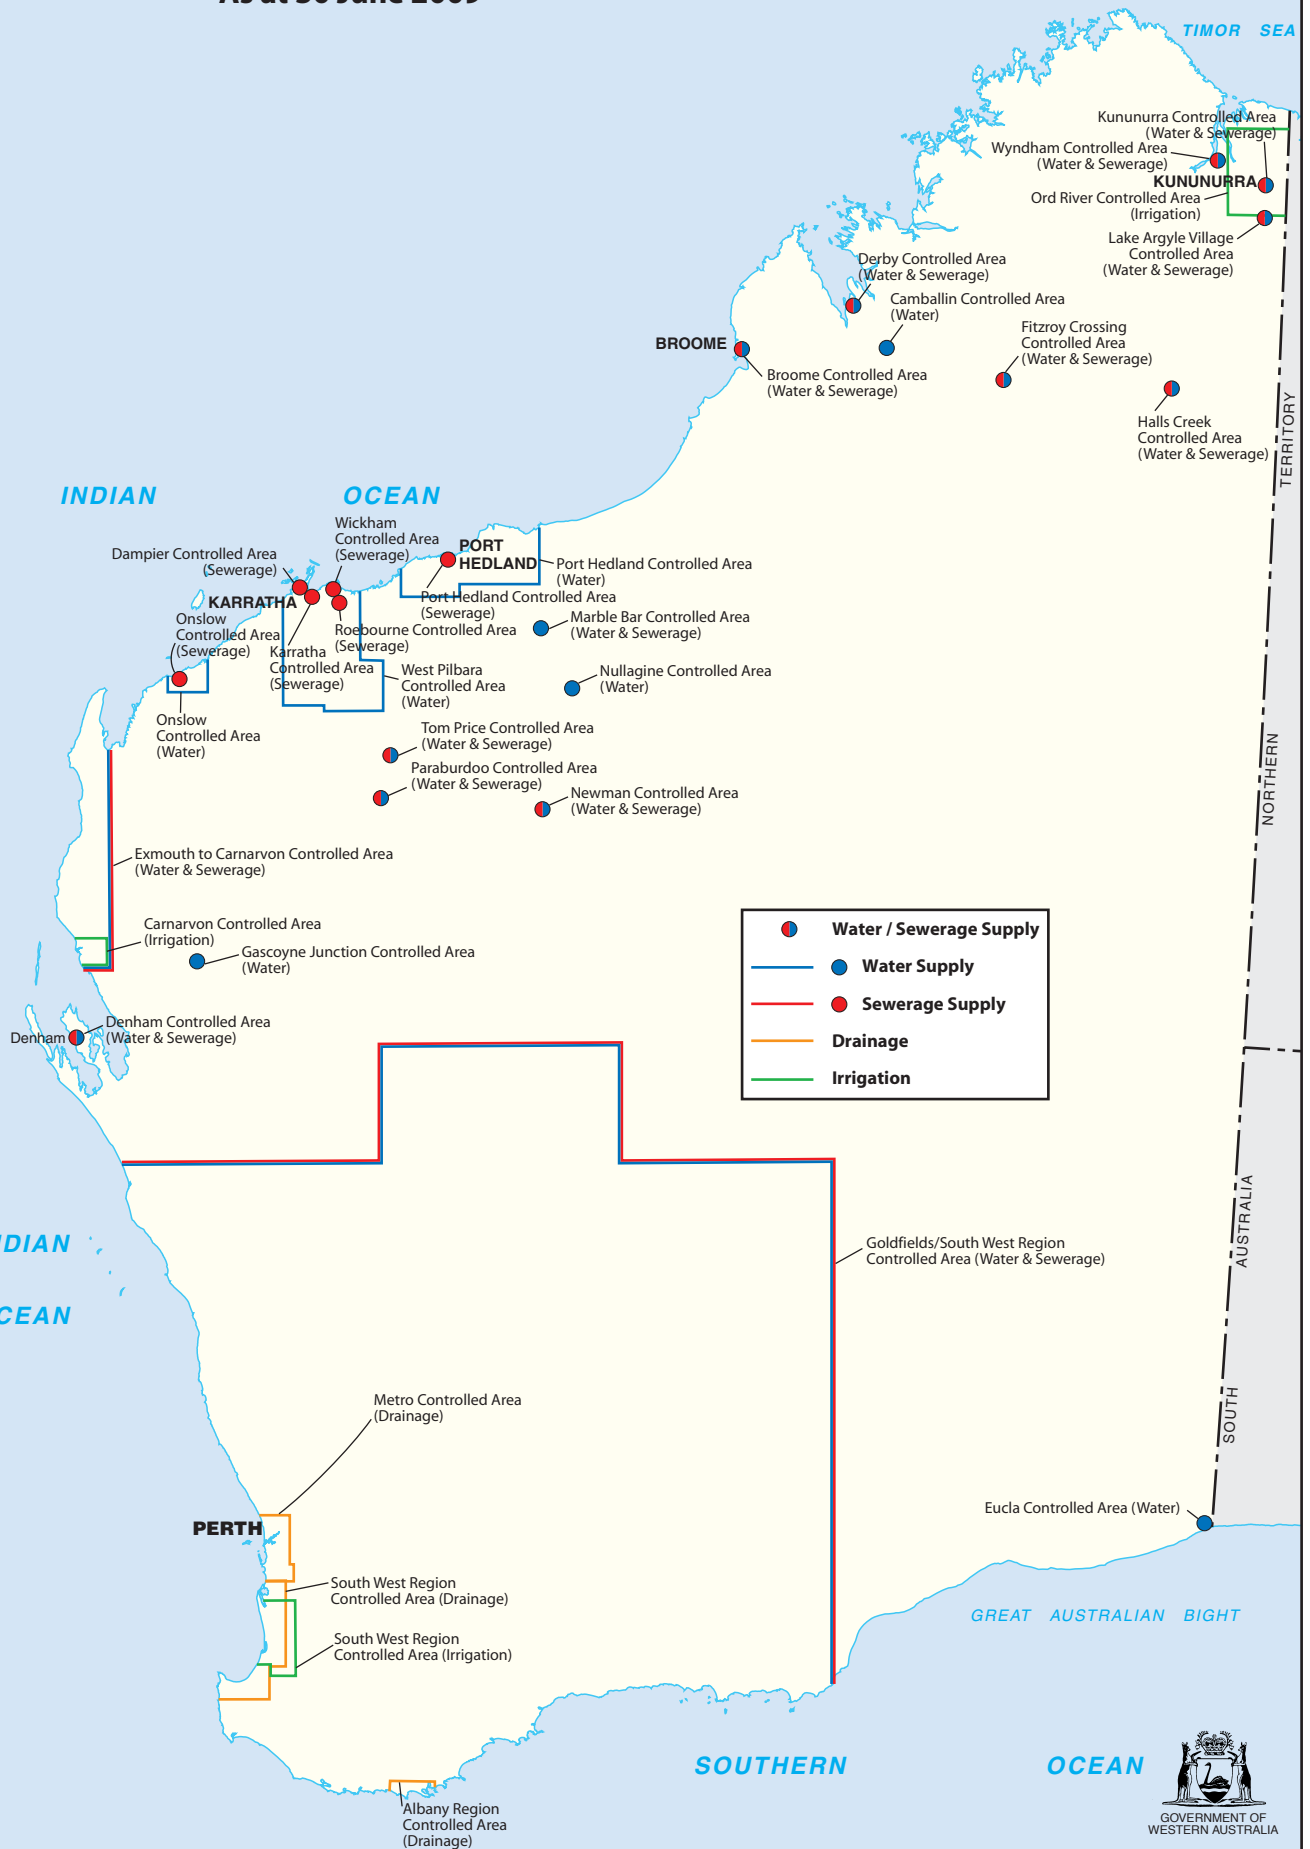 As at 30 June 2009
TIMOR SEA
Kununurra Controlled Area
(Water & Sewerage)
Wyndham Controlled Area
(Water & Sewerage)
KUNUNURRA
Ord River Controlled Area
(Irrigation)
Lake Argyle Village
Controlled Area
(Water & Sewerage)
Derby Controlled Area
(Water & Sewerage)
Camballin Controlled Area
(Water)
Fitzroy Crossing
Controlled Area
(Water & Sewerage)
BROOME
Broome Controlled Area
(Water & Sewerage)
Halls Creek
Controlled Area
(Water & Sewerage)
TERRITORY
NORTHERN
INDIAN OCEAN
Wickham
Controlled Area
(Sewerage)
Dampier Controlled Area
(Sewerage)
PORT
HEDLAND
Port Hedland Controlled Area
(Water)
Port Hedland Controlled Area
(Sewerage)
KARRATHA
Onslow
Controlled Area
(Sewerage)
Roebourne Controlled Area
(Sewerage)
Karratha
Controlled Area
(Sewerage)
Marble Bar Controlled Area
(Water & Sewerage)
West Pilbara
Controlled Area
(Water)
Nullagine Controlled Area
(Water)
Onslow
Controlled Area
(Water)
Tom Price Controlled Area
(Water & Sewerage)
Paraburdoo Controlled Area
(Water & Sewerage)
Newman Controlled Area
(Water & Sewerage)
Exmouth to Carnarvon Controlled Area
(Water & Sewerage)
Carnarvon Controlled Area
(Irrigation)
Gascoyne Junction Controlled Area
(Water)
Denham
Denham Controlled Area
(Water & Sewerage)
Water / Sewerage Supply
Water Supply
Sewerage Supply
Drainage
Irrigation
AUSTRALIA
SOUTH
DIAN
CEAN
Goldfields/South West Region
Controlled Area (Water & Sewerage)
Metro Controlled Area
(Drainage)
PERTH
Eucla Controlled Area (Water)
South West Region
Controlled Area (Drainage)
South West Region
Controlled Area (Irrigation)
GREAT AUSTRALIAN BIGHT
SOUTHERN OCEAN
Albany Region
Controlled Area
(Drainage)
GOVERNMENT OF
WESTERN AUSTRALIA